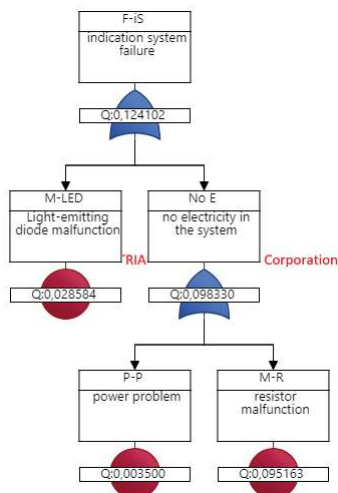 F-iS
indication system
failure
Q:0,124102
M-LED
Light-emitting
diode malfunction
No E
no electricity in
the system
TRIA
Corporation
Q:0,028584
Q:0,098330
P-P
power problem
M-R
resistor
malfunction
Q:0,003500
Q:0,095163